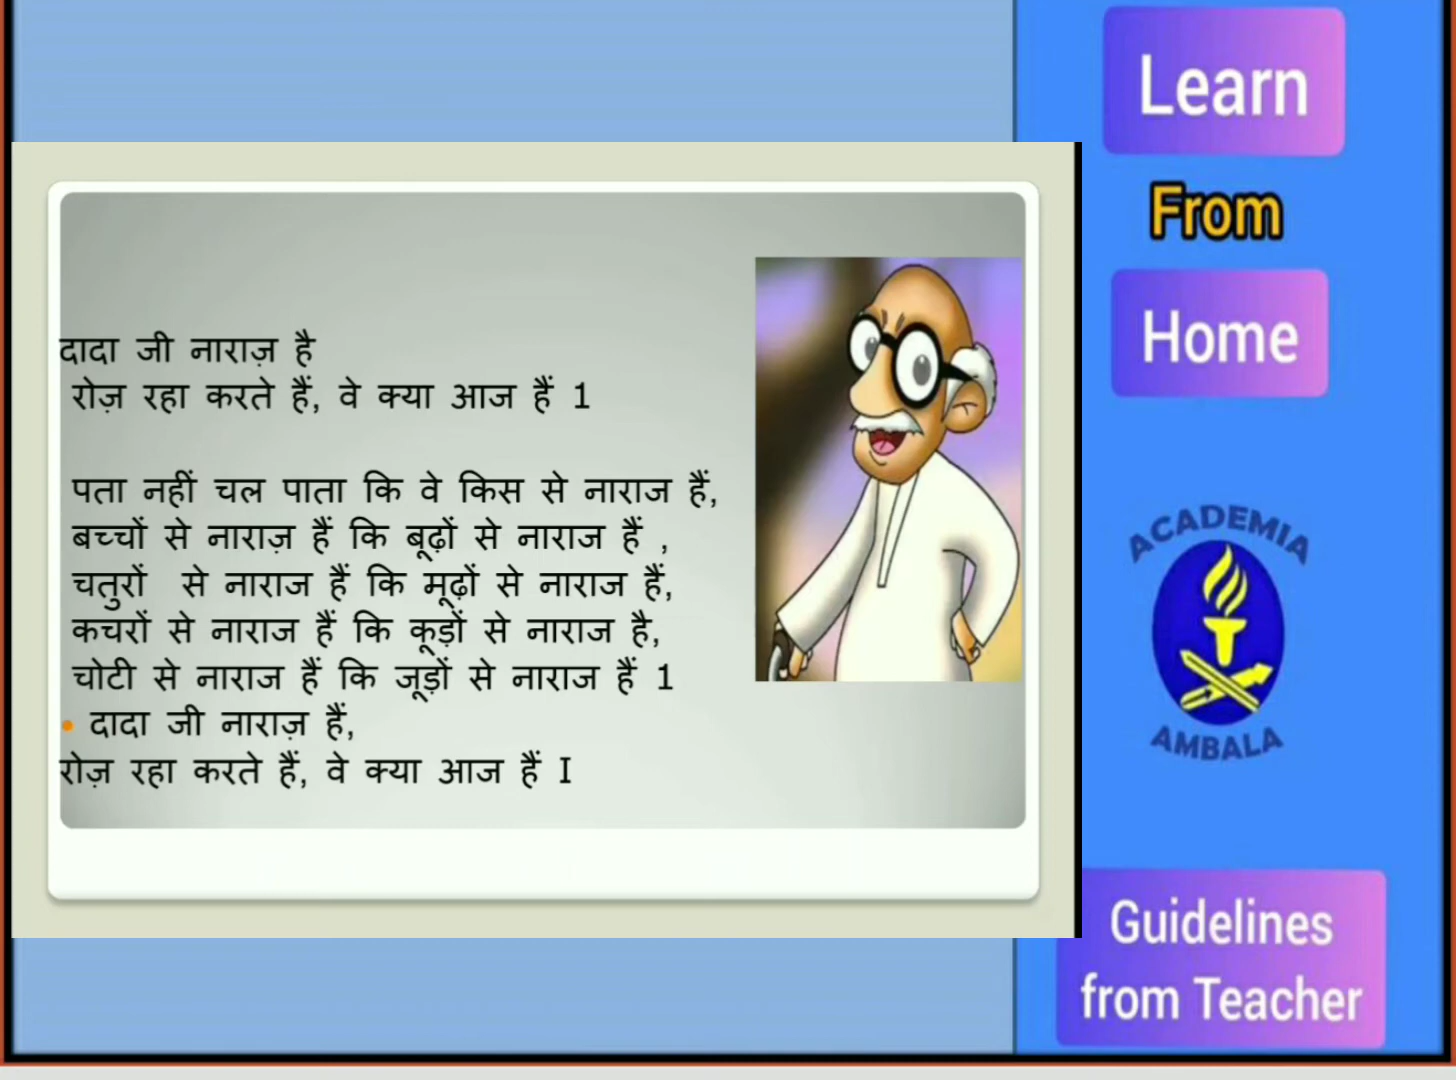 दादा जी नाराज़ है
रोज़ रहा करते हैं, वे क्या आज हैं 1
पता नहीं चल पाता कि वे किस से नाराज हैं,
बच्चों से नाराज़ हैं कि बूढ़ों से नाराज हैं ,
चतुरों से नाराज हैं कि मूढ़ों से नाराज हैं,
कचरों से नाराज हैं कि कूड़ों से नाराज है,
चोटी से नाराज हैं कि जूड़ों से नाराज हैं 1
• दादा जी नाराज़ हैं,
रोज़ रहा करते हैं, वे क्या आज हैं I
Learn
From
Home
ACADEMIA
AMBALA
Guidelines
from Teacher